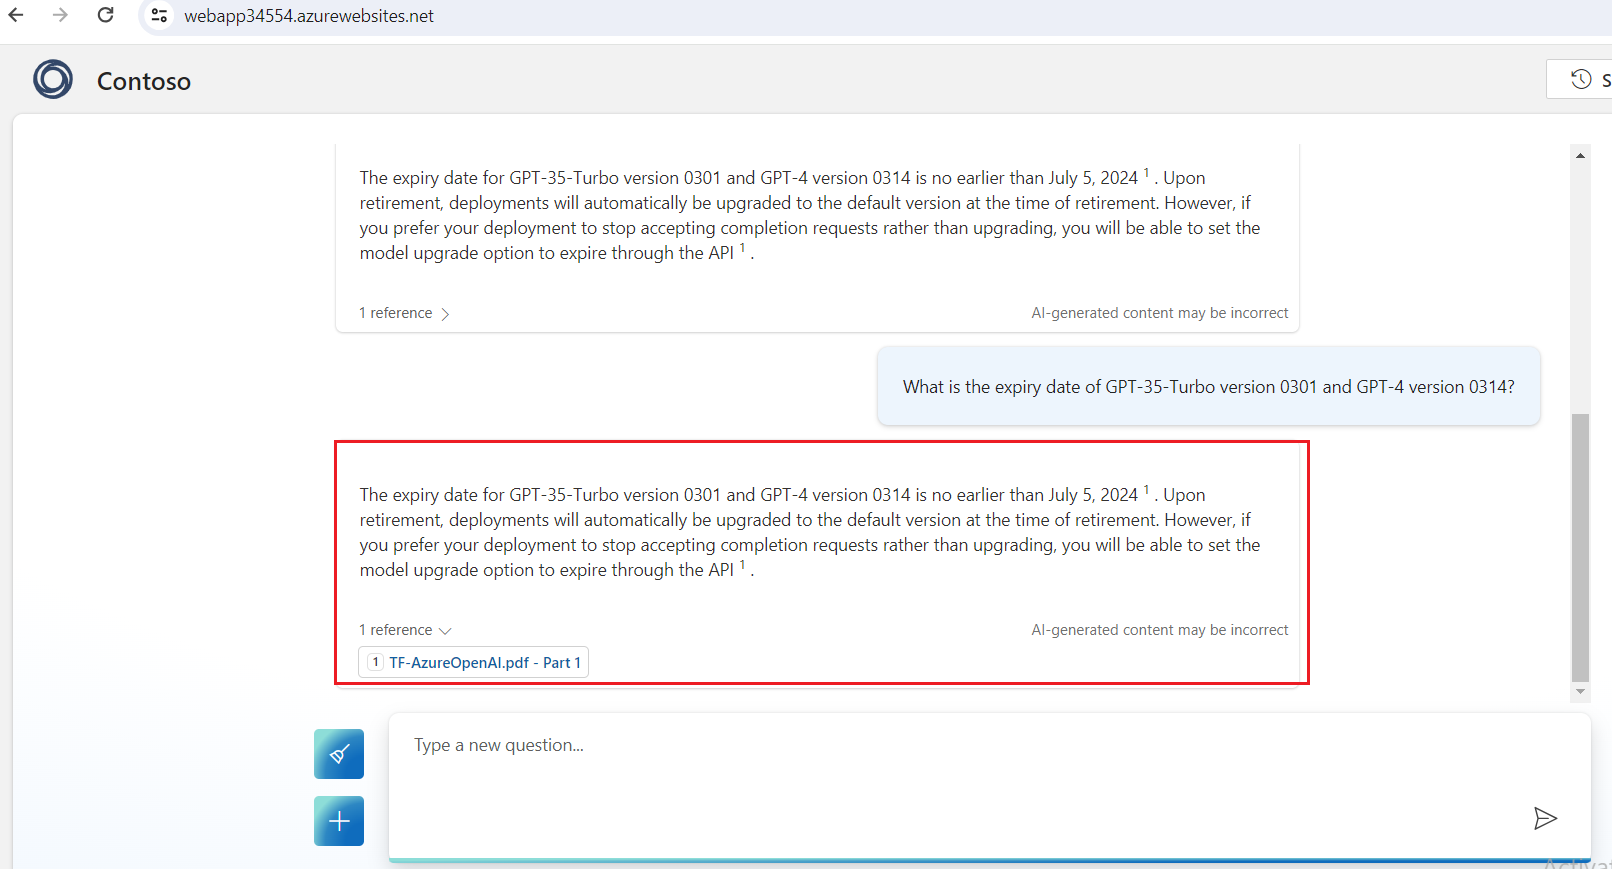 webapp34554.azurewebsites.net
Contoso
S
The expiry date for GPT-35-Turbo version 0301 and GPT-4 version 0314 is no earlier than July 5, 2024 1 . Upon
retirement, deployments will automatically be upgraded to the default version at the time of retirement. However, if
you prefer your deployment to stop accepting completion requests rather than upgrading, you will be able to set the
model upgrade option to expire through the API 1 .
1 reference
AI-generated content may be incorrect
What is the expiry date of GPT-35-Turbo version 0301 and GPT-4 version 0314?
The expiry date for GPT-35-Turbo version 0301 and GPT-4 version 0314 is no earlier than July 5, 2024 1 . Upon
retirement, deployments will automatically be upgraded to the default version at the time of retirement. However, if
you prefer your deployment to stop accepting completion requests rather than upgrading, you will be able to set the
model upgrade option to expire through the API 1 .
1 reference
AI-generated content may be incorrect
1 TF-AzureOpenAI.pdf - Part 1
Type a new question...